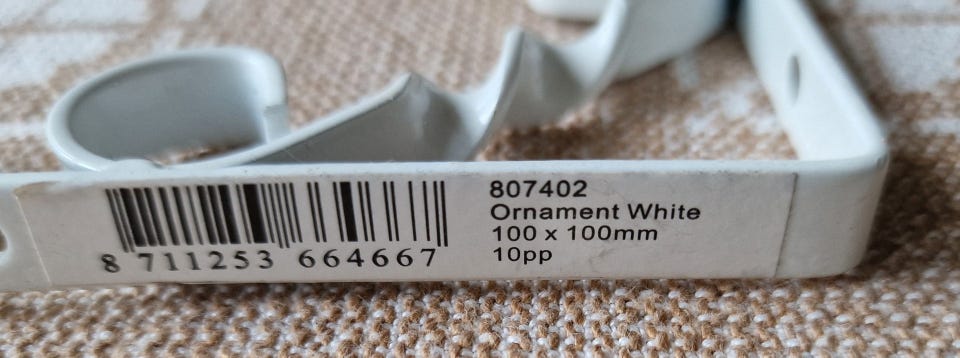 8 711253 664667
807402
Ornament White
100 x 100mm
10pp